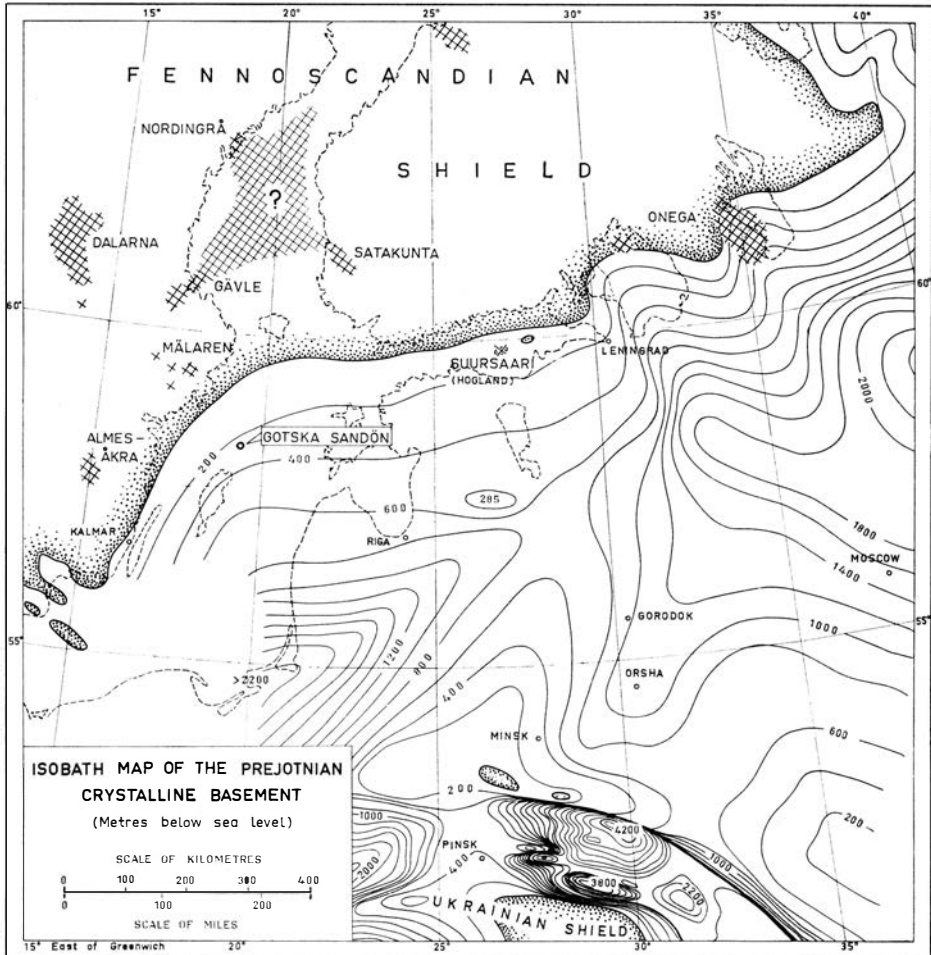 15° 20° 25° 30° 35° 40°
FENNOSCANDIAN
SHIELD
NORDINGRÅ
?
DALARNA
SATAKUNTA
ONEGA
GÄVLE
60° 60°
MÄLAREN
SUURSAARI
(HOGLAND)
LENINGRAD
2000
ALMES-
ÅKRA
GOTSKA SANDÖN
200
400
600
285
KALMAR
RIGA
1800
MOSCOW
1400
GORODOK
1000
55° 55°
1200
800
ORSHA
>2200
400
MINSK
600
ISOBATH MAP OF THE PREJOTNIAN
CRYSTALLINE BASEMENT
(Metres below sea level)
SCALE OF KILOMETRES
0 100 200 300 400
0 100 200
SCALE OF MILES
200
1000
2000
PINSK
400
4200
3800
2200
1000
200
UKRAINIAN SHIELD
15° East of Greenwich 20° 25° 30° 35°